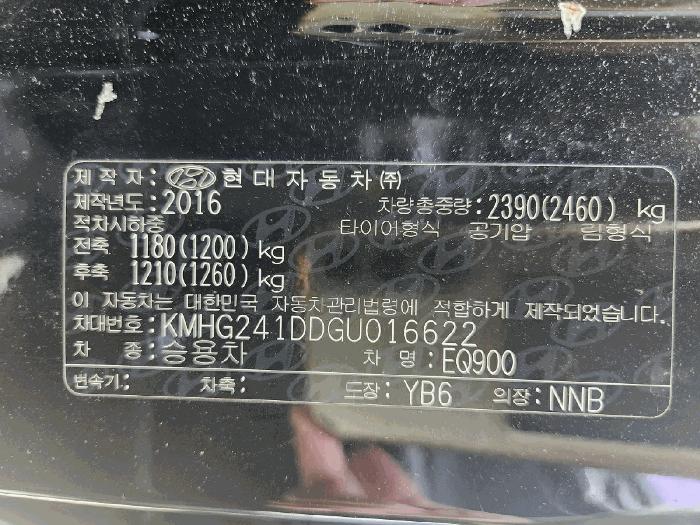 제 작 자 : 현 대 자 동 차 ㈜
제작년도 : 2016 차량총중량 : 2390(2460) kg
적차시하중 타이어형식 공기압 림형식
전축 1180(1200) kg
후축 1210(1260) kg
이 자동차는 대한민국 자동차관리법령에 적합하게 제작되었습니다.
차대번호 : KMHG241DDGU016622
차 종 : 승용차 차 명 : EQ900
변속기 : 차축 : 도장 : YB6 의장 : NNB